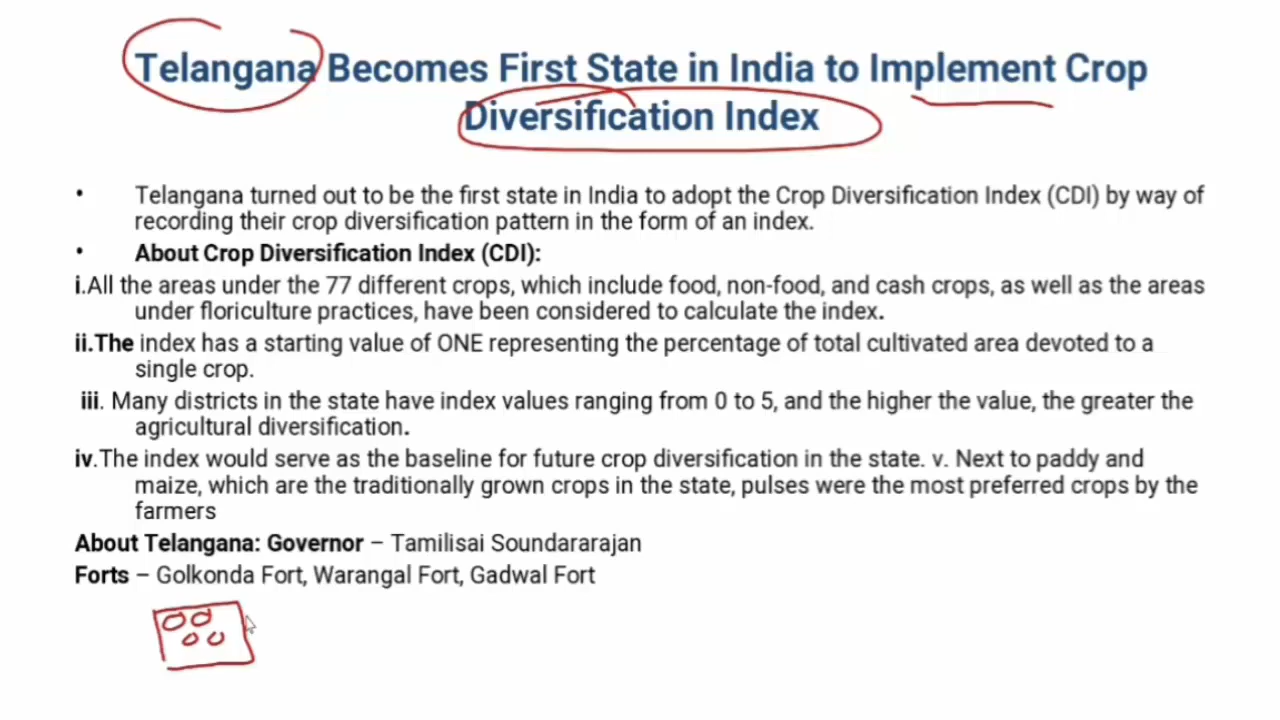 Telangana Becomes First State in India to Implement Crop
Diversification Index
• Telangana turned out to be the first state in India to adopt the Crop Diversification Index (CDI) by way of
recording their crop diversification pattern in the form of an index.
• About Crop Diversification Index (CDI):
i.All the areas under the 77 different crops, which include food, non-food, and cash crops, as well as the areas
under floriculture practices, have been considered to calculate the index.
ii.The index has a starting value of ONE representing the percentage of total cultivated area devoted to a
single crop.
iii. Many districts in the state have index values ranging from 0 to 5, and the higher the value, the greater the
agricultural diversification.
iv.The index would serve as the baseline for future crop diversification in the state. v. Next to paddy and
maize, which are the traditionally grown crops in the state, pulses were the most preferred crops by the
farmers
About Telangana: Governor – Tamilisai Soundararajan
Forts – Golkonda Fort, Warangal Fort, Gadwal Fort